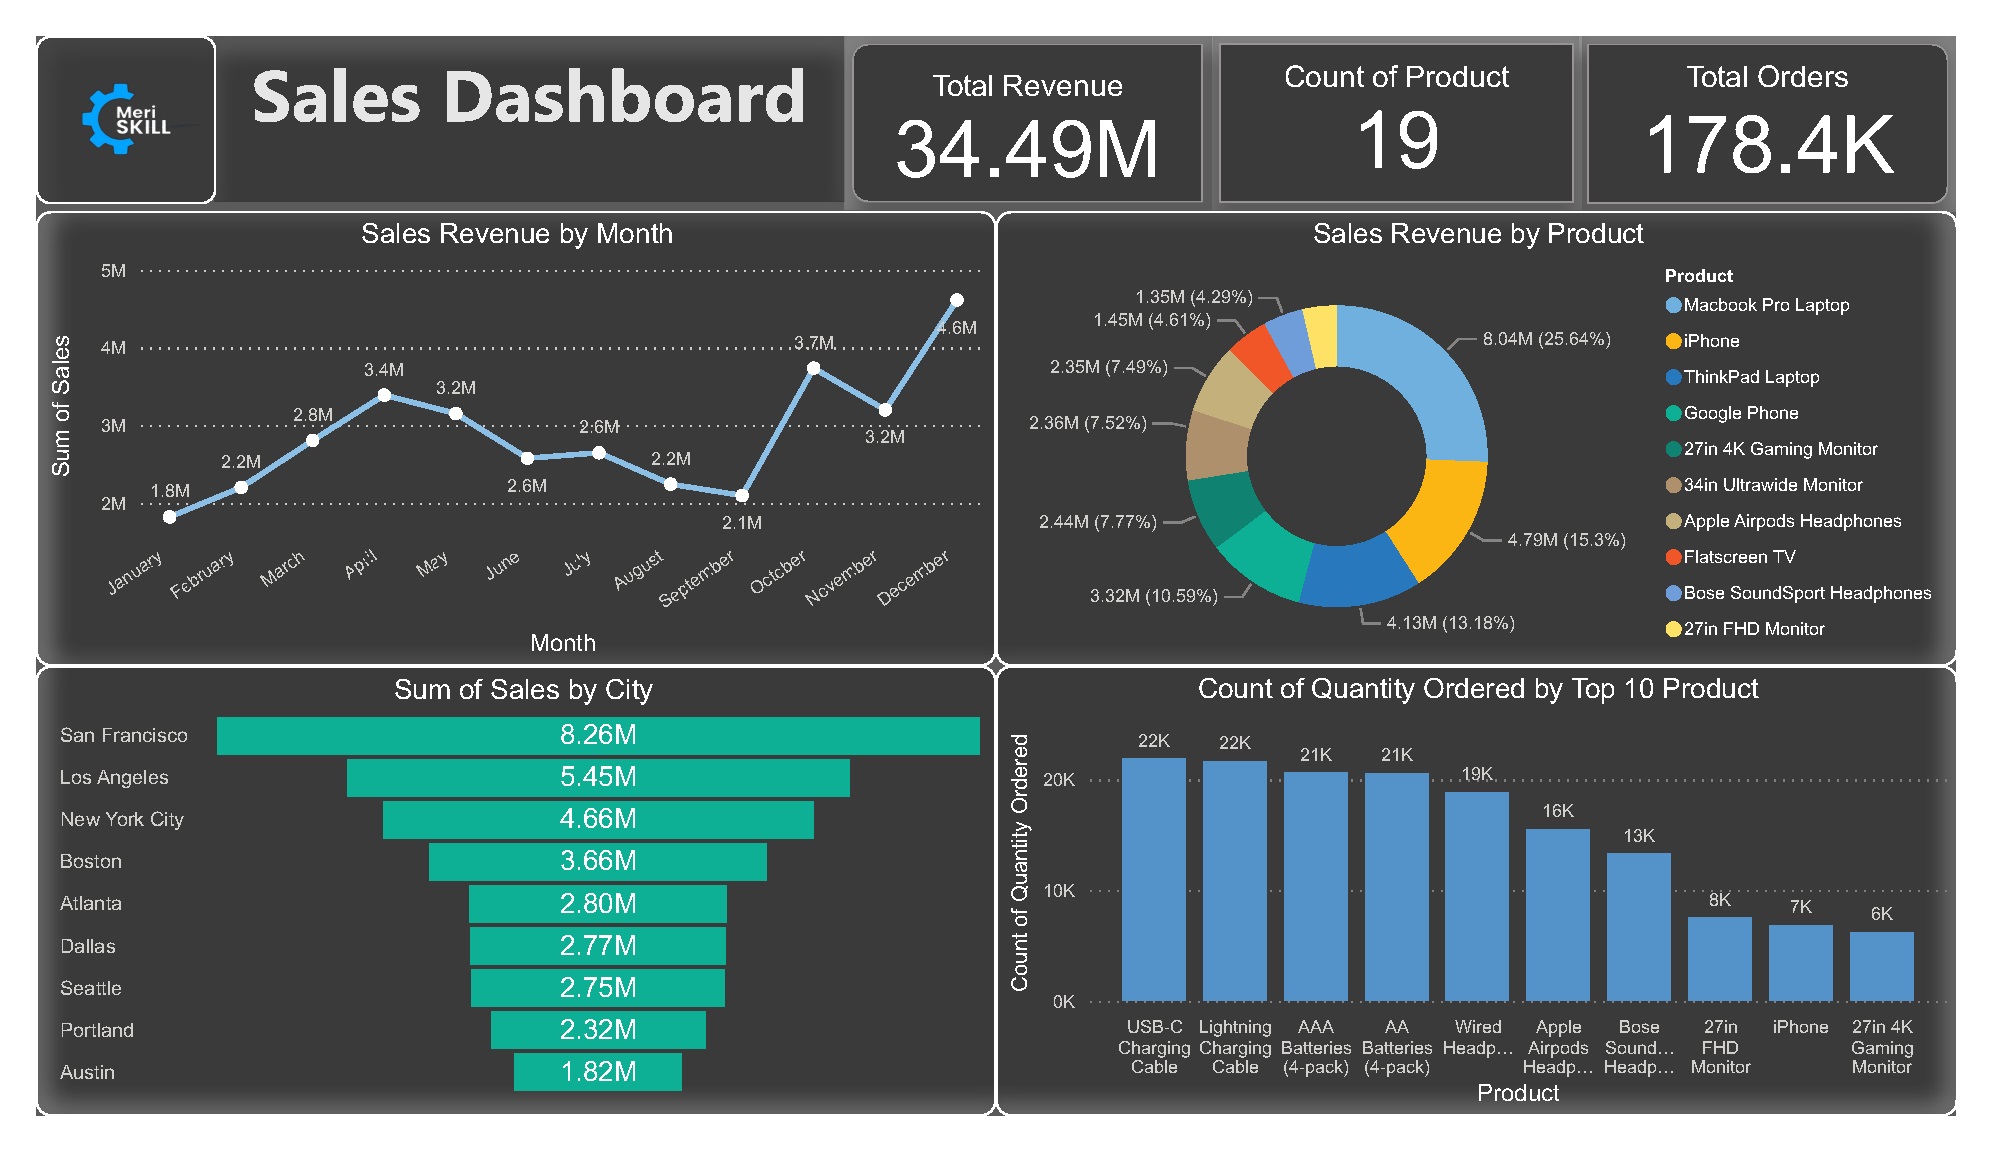 Meri
SKILL
Sales Dashboard
Total Revenue
34.49M
Count of Product
19
Total Orders
178.4K
Sales Revenue by Month
Sum of Sales
5M
4M
3M
2M
1.8M
2.2M
2.8M
3.4M
3.2M
2.6M
2.6M
2.2M
2.1M
3.7M
3.2M
4.6M
January
February
March
April
May
June
July
August
September
October
November
December
Month
Sales Revenue by Product
8.04M (25.64%)
4.79M (15.3%)
4.13M (13.18%)
3.32M (10.59%)
2.44M (7.77%)
2.36M (7.52%)
2.35M (7.49%)
1.45M (4.61%)
1.35M (4.29%)
Product
Macbook Pro Laptop
iPhone
ThinkPad Laptop
Google Phone
27in 4K Gaming Monitor
34in Ultrawide Monitor
Apple Airpods Headphones
Flatscreen TV
Bose SoundSport Headphones
27in FHD Monitor
Sum of Sales by City
San Francisco 8.26M
Los Angeles 5.45M
New York City 4.66M
Boston 3.66M
Atlanta 2.80M
Dallas 2.77M
Seattle 2.75M
Portland 2.32M
Austin 1.82M
Count of Quantity Ordered by Top 10 Product
Count of Quantity Ordered
20K
10K
0K
22K
22K
21K
21K
19K
16K
13K
8K
7K
6K
USB-C
Charging
Cable
Lightning
Charging
Cable
AAA
Batteries
(4-pack)
AA
Batteries
(4-pack)
Wired
Headp...
Apple
Airpods
Headp...
Bose
Sound...
Headp...
27in
FHD
Monitor
iPhone
27in 4K
Gaming
Monitor
Product